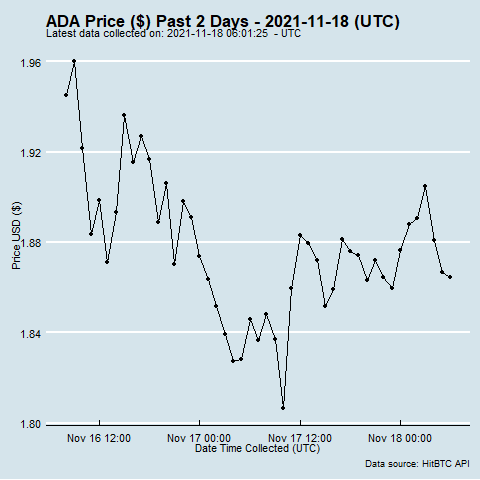 ADA Price ($) Past 2 Days - 2021-11-18 (UTC)
Latest data collected on: 2021-11-18 06:01:25 - UTC
1.96
1.92
1.88
1.84
1.80
Price USD ($)
Nov 16 12:00 Nov 17 00:00 Nov 17 12:00 Nov 18 00:00
Date Time Collected (UTC)
Data source: HitBTC API